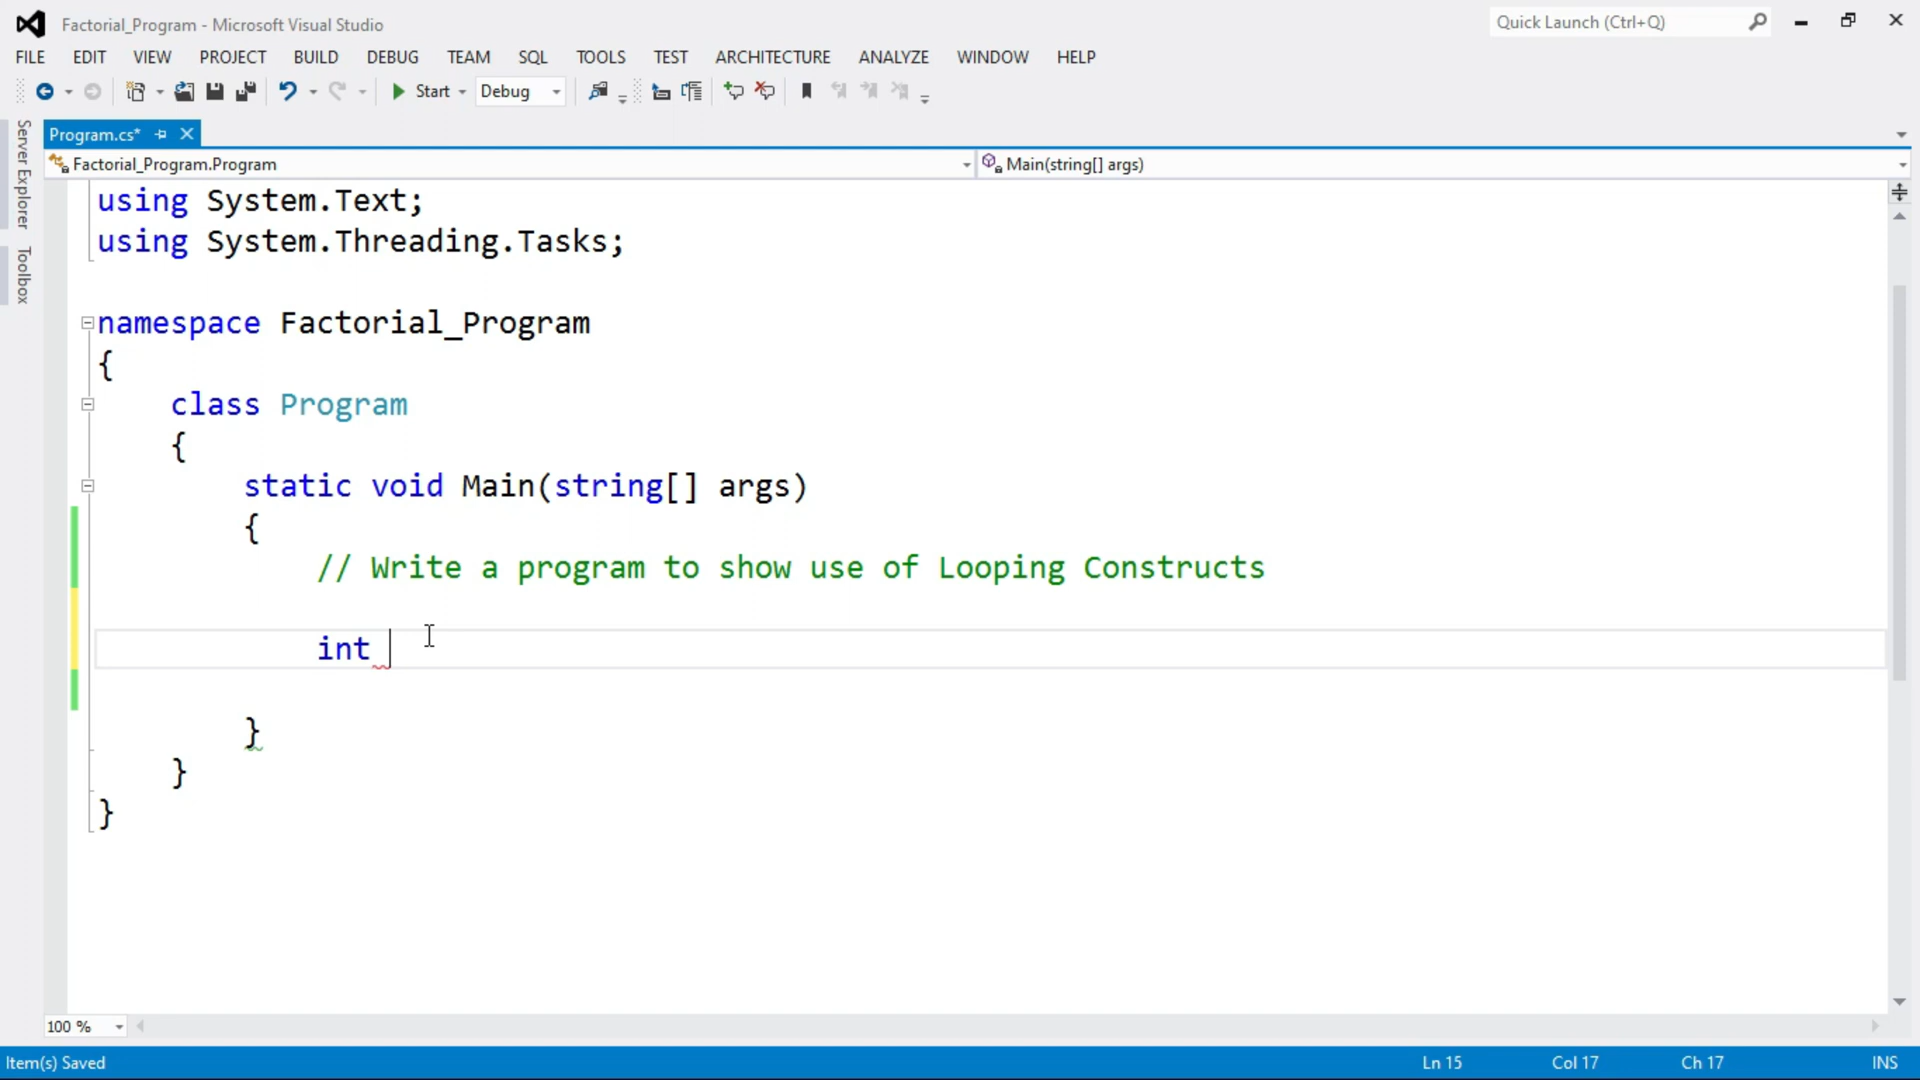 Factorial_Program - Microsoft Visual Studio
Quick Launch (Ctrl+Q)
FILE EDIT VIEW PROJECT BUILD DEBUG TEAM SQL TOOLS TEST ARCHITECTURE ANALYZE WINDOW HELP
Start Debug
Server Explorer
Toolbox
Program.cs*
Factorial_Program.Program
Main(string[] args)
using System.Text;
using System.Threading.Tasks;
namespace Factorial_Program
{
class Program
{
static void Main(string[] args)
{
// Write a program to show use of Looping Constructs
int
}
}
}
100 %
Item(s) Saved
Ln 15 Col 17 Ch 17 INS